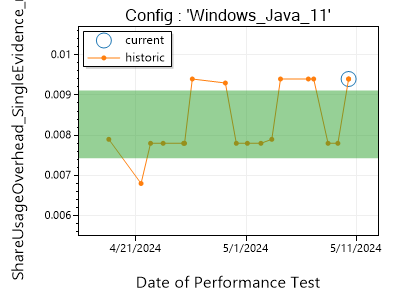 Config : 'Windows_Java_11'
current
historic
0.01
0.009
0.008
0.007
0.006
ShareUsageOverhead_SingleEvidence_
4/21/2024
5/1/2024
5/11/2024
Date of Performance Test